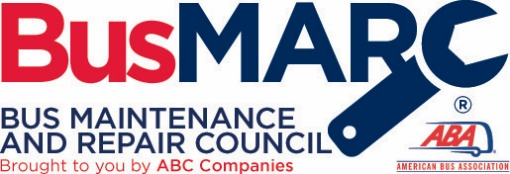 BusMARC
®
BUS MAINTENANCE
AND REPAIR COUNCIL
Brought to you by ABC Companies
ABA
AMERICAN BUS ASSOCIATION